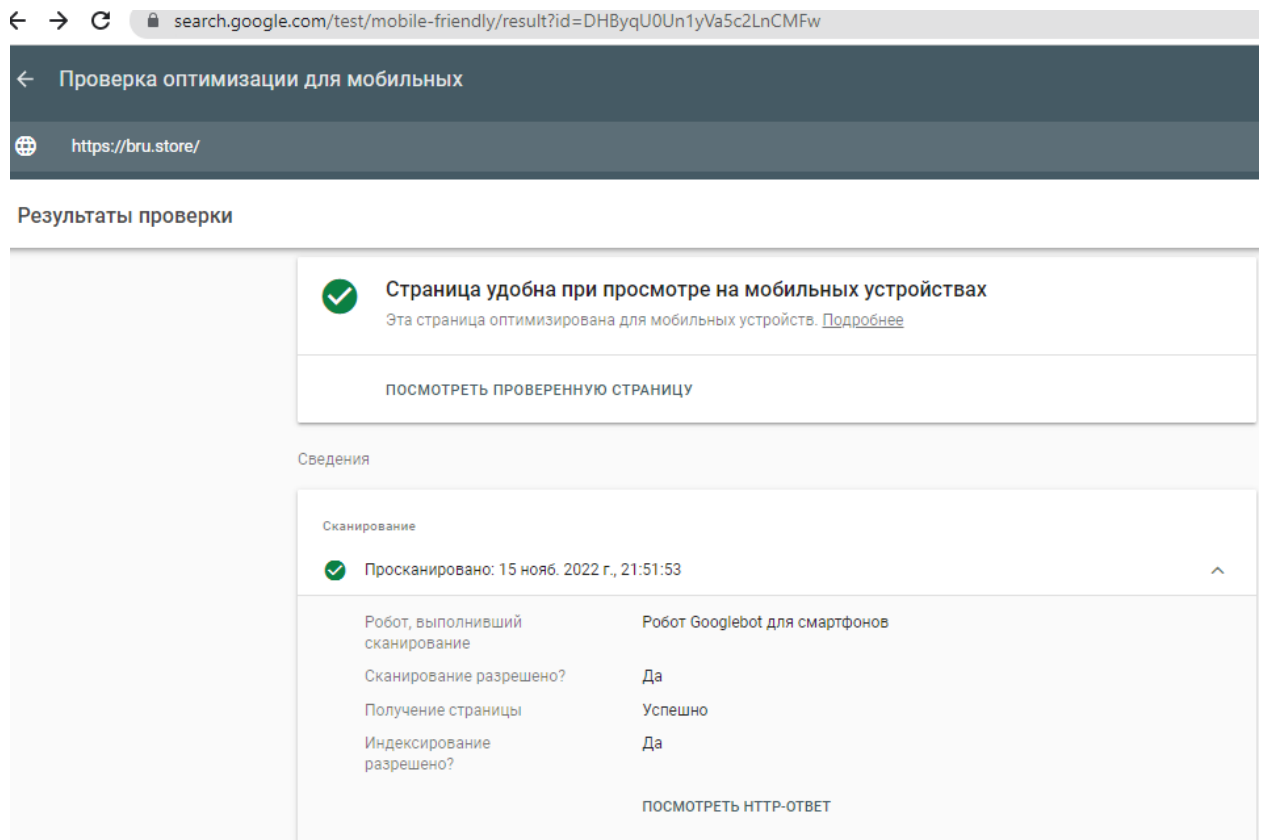 search.google.com/test/mobile-friendly/result?id=DHByqU0Un1yVa5c2LnCMFw
Проверка оптимизации для мобильных
https://bru.store/
Результаты проверки
Страница удобна при просмотре на мобильных устройствах
Эта страница оптимизирована для мобильных устройств. Подробнее
ПОСМОТРЕТЬ ПРОВЕРЕННУЮ СТРАНИЦУ
Сведения
Сканирование
Просканировано: 15 нояб. 2022 г., 21:51:53
Робот, выполнивший Робот Googlebot для смартфонов
сканирование
Сканирование разрешено? Да
Получение страницы Успешно
Индексирование Да
разрешено?
ПОСМОТРЕТЬ HTTP-ОТВЕТ